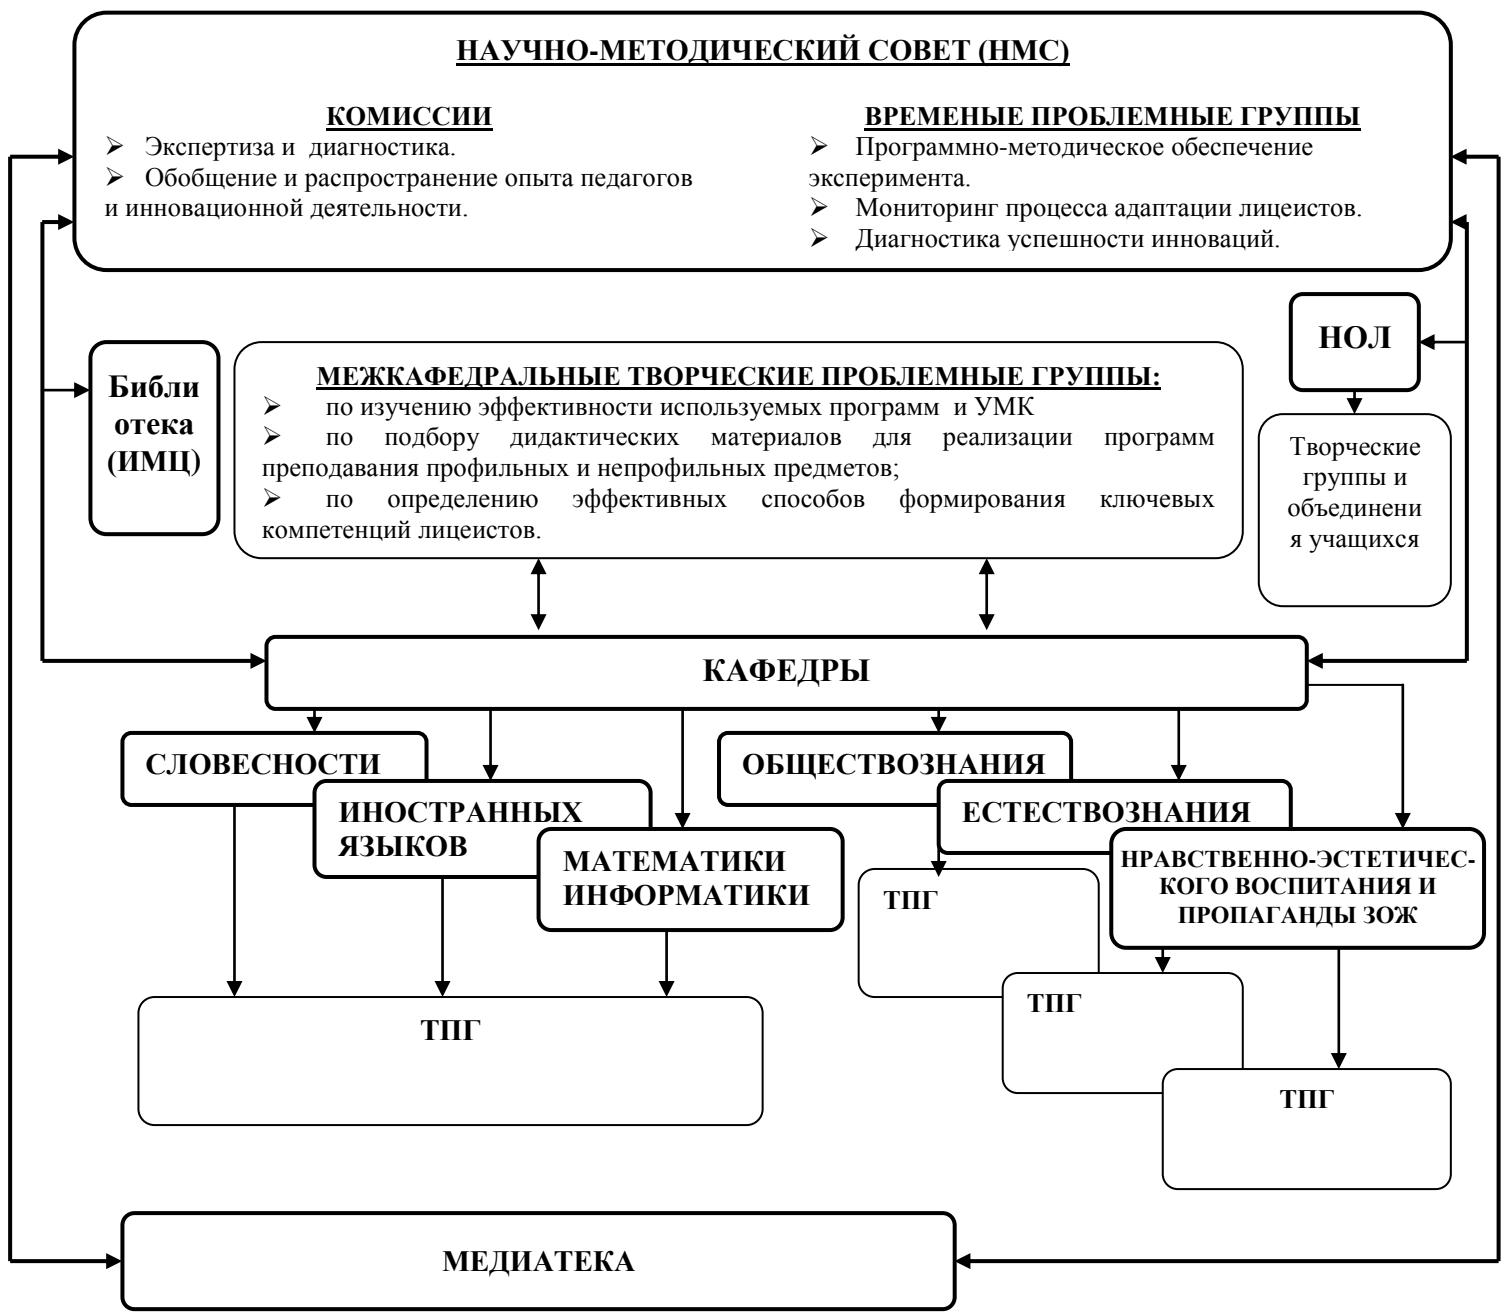 НАУЧНО-МЕТОДИЧЕСКИЙ СОВЕТ (НМС)
КОМИССИИ
➢ Экспертиза и диагностика.
➢ Обобщение и распространение опыта педагогов
и инновационной деятельности.
ВРЕМЕНЫЕ ПРОБЛЕМНЫЕ ГРУППЫ
➢ Программно-методическое обеспечение
эксперимента.
➢ Мониторинг процесса адаптации лицеистов.
➢ Диагностика успешности инноваций.
НОЛ
Библи
отека
(ИМЦ)
МЕЖКАФЕДРАЛЬНЫЕ ТВОРЧЕСКИЕ ПРОБЛЕМНЫЕ ГРУППЫ:
➢ по изучению эффективности используемых программ и УМК
➢ по подбору дидактических материалов для реализации программ
преподавания профильных и непрофильных предметов;
➢ по определению эффективных способов формирования ключевых
компетенций лицеистов.
Творческие
группы и
объединени
я учащихся
КАФЕДРЫ
СЛОВЕСНОСТИ
ИНОСТРАННЫХ
ЯЗЫКОВ
МАТЕМАТИКИ
ИНФОРМАТИКИ
ОБЩЕСТВОЗНАНИЯ
ЕСТЕСТВОЗНАНИЯ
НРАВСТВЕННО-ЭСТЕТИЧЕС-
КОГО ВОСПИТАНИЯ И
ПРОПАГАНДЫ ЗОЖ
ТПГ
ТПГ
ТПГ
ТПГ
МЕДИАТЕКА